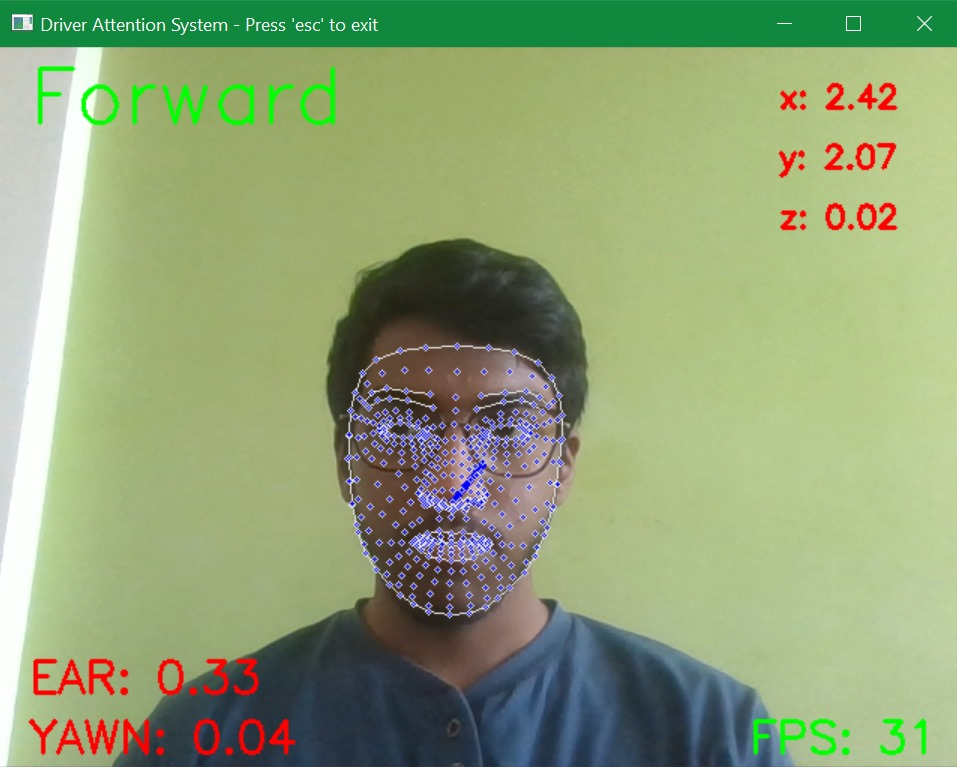 Driver Attention System - Press 'esc' to exit
Forward
x: 2.42
y: 2.07
z: 0.02
EAR: 0.33
YAWN: 0.04
FPS: 31